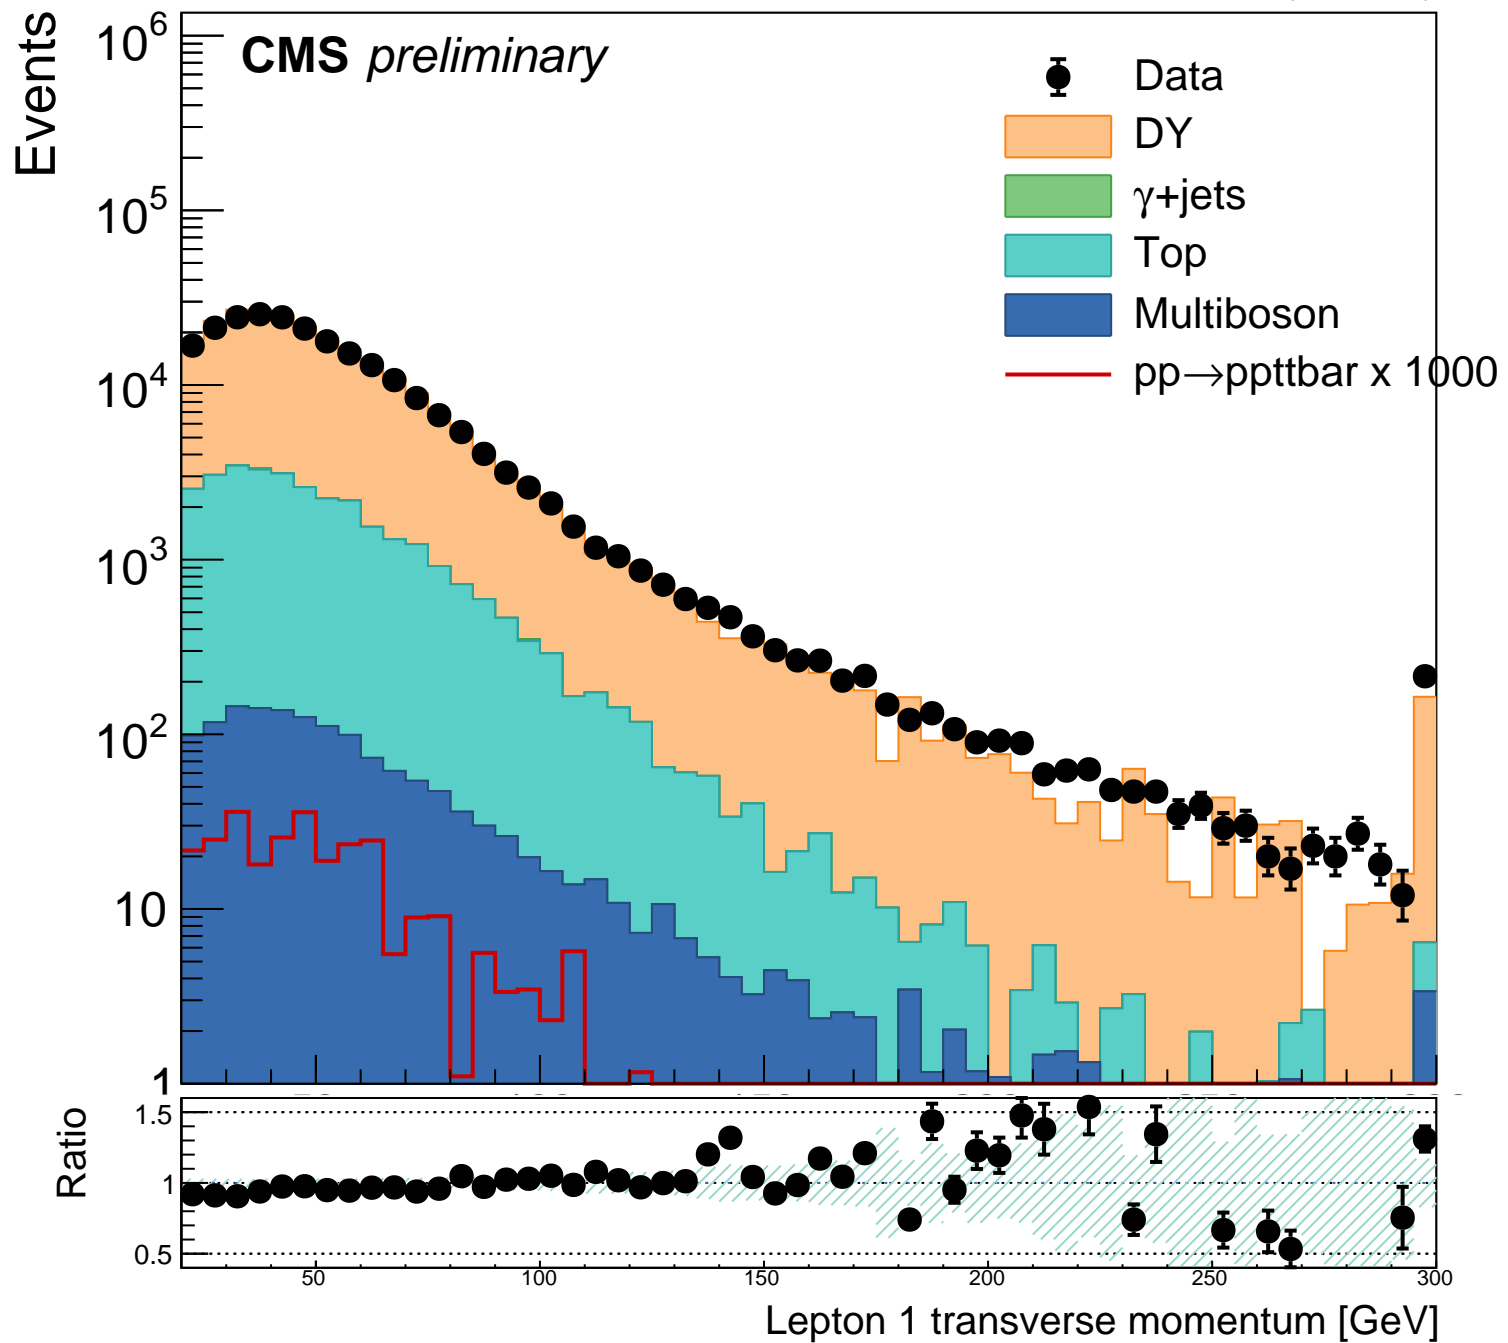 CMS preliminary
Events
10^6
10^5
10^4
10^3
10^2
10
1
Data
DY
γ+jets
Top
Multiboson
pp→ppttbar x 1000
Ratio
1.5
1
0.5
50 100 150 200 250 300
Lepton 1 transverse momentum [GeV]